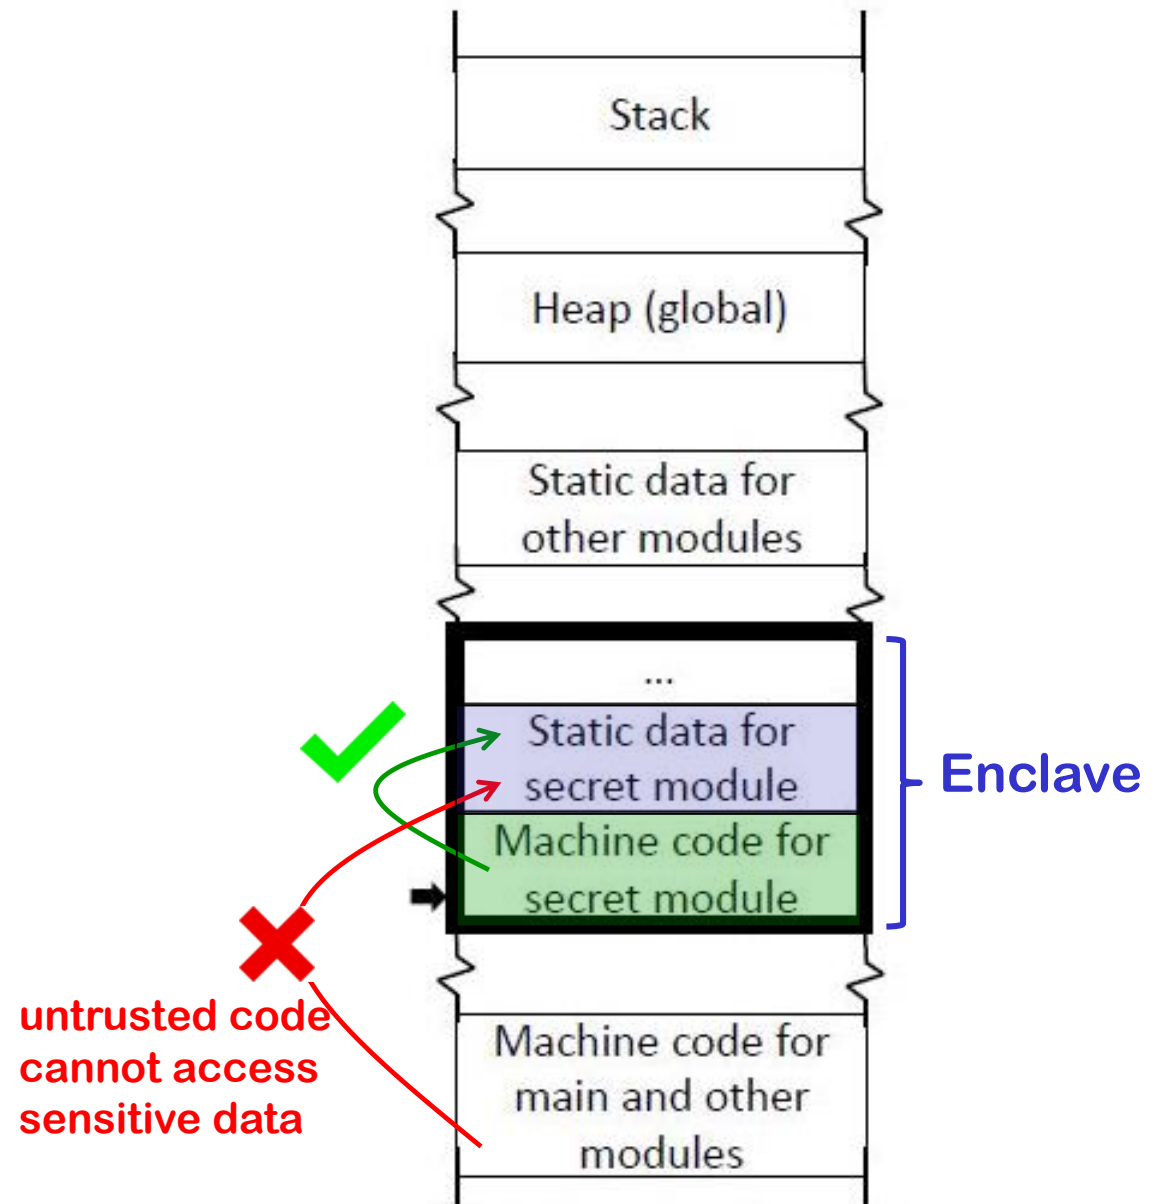 Stack
Heap (global)
Static data for
other modules
...
Static data for
secret module
Enclave
Machine code for
secret module
untrusted code
cannot access
sensitive data
Machine code for
main and other
modules